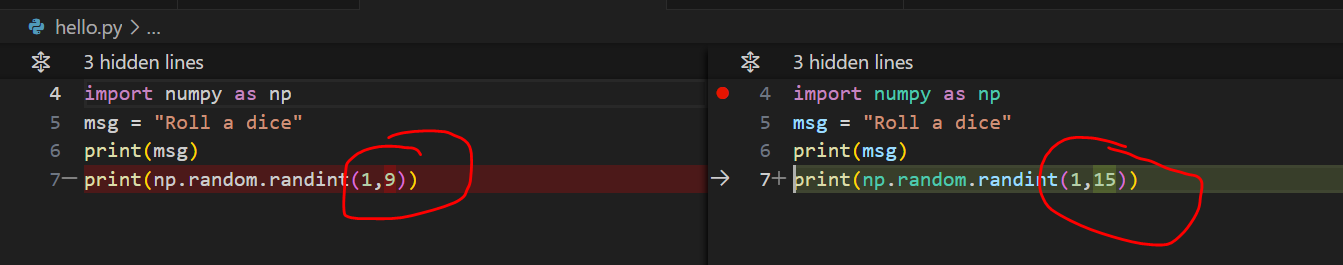 hello.py > ...
3 hidden lines
4 import numpy as np
5 msg = "Roll a dice"
6 print(msg)
7— print(np.random.randint(1,9))
3 hidden lines
4 import numpy as np
5 msg = "Roll a dice"
6 print(msg)
7+ print(np.random.randint(1,15))